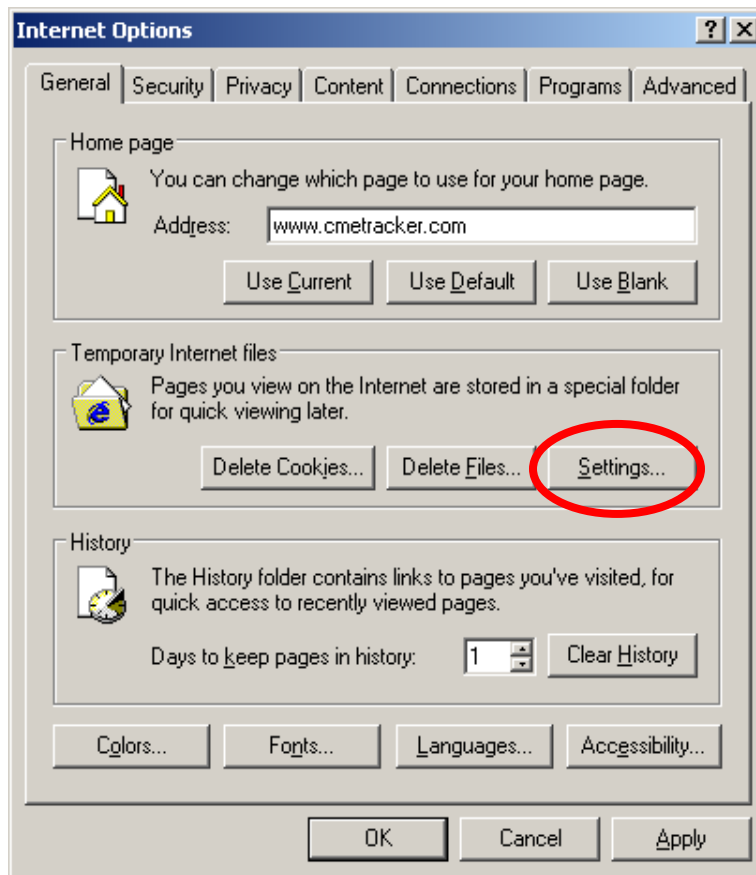 Internet Options
General Security Privacy Content Connections Programs Advanced
Home page
You can change which page to use for your home page.
Address: www.cmetracker.com
Use Current Use Default Use Blank
Temporary Internet files
Pages you view on the Internet are stored in a special folder
for quick viewing later.
Delete Cookies... Delete Files... Settings...
History
The History folder contains links to pages you've visited, for
quick access to recently viewed pages.
Days to keep pages in history: 1 Clear History
Colors... Fonts... Languages... Accessibility...
OK Cancel Apply